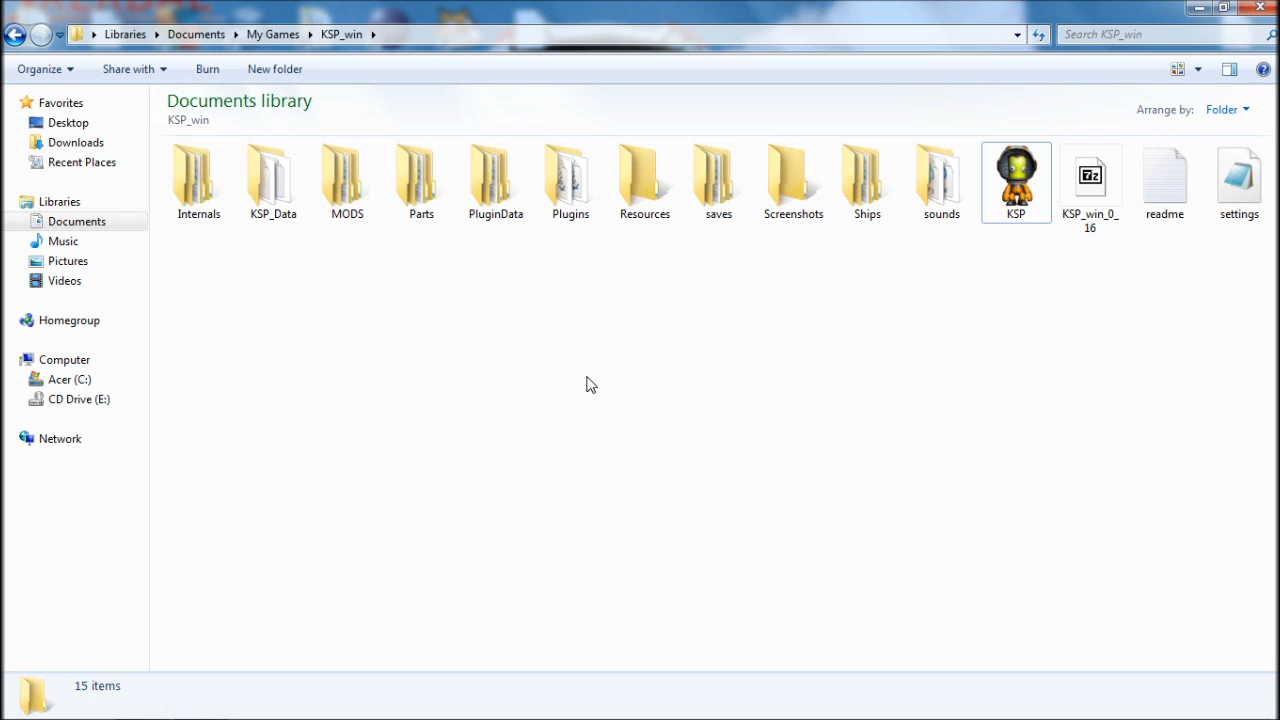 Libraries Documents My Games KSP_win
Search KSP_win
Organize Share with Burn New folder
Documents library
KSP_win
Arrange by: Folder
Favorites
Desktop
Downloads
Recent Places
Libraries
Documents
Music
Pictures
Videos
Homegroup
Computer
Acer (C:)
CD Drive (E:)
Network
Internals KSP_Data MODS Parts PluginData Plugins Resources saves Screenshots Ships sounds KSP KSP_win_0_ readme settings
16
7z
15 items